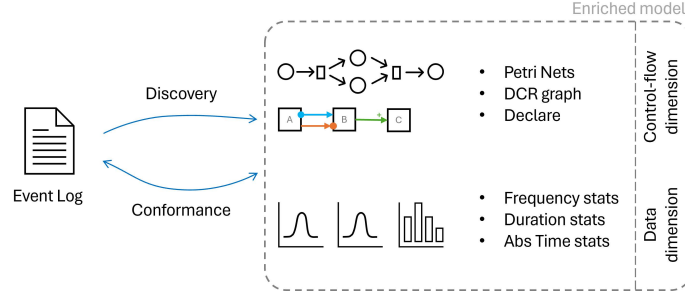 Enriched model
Discovery
Event Log
Conformance
A
B
C
+
• Petri Nets
• DCR graph
• Declare
• Frequency stats
• Duration stats
• Abs Time stats
Control-flow
dimension
Data
dimension